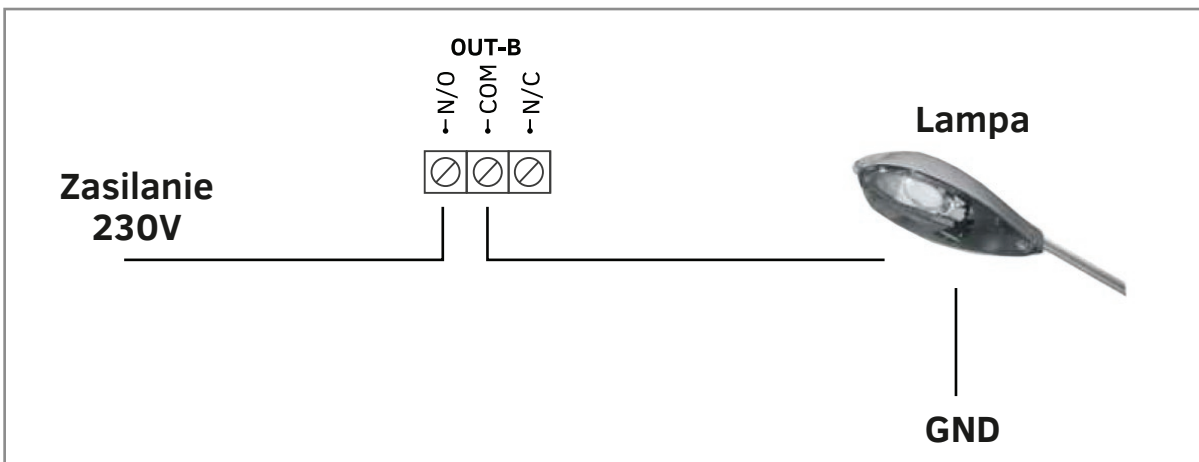 OUT-B
N/O
COM
N/C
Lampa
Zasilanie
230V
GND